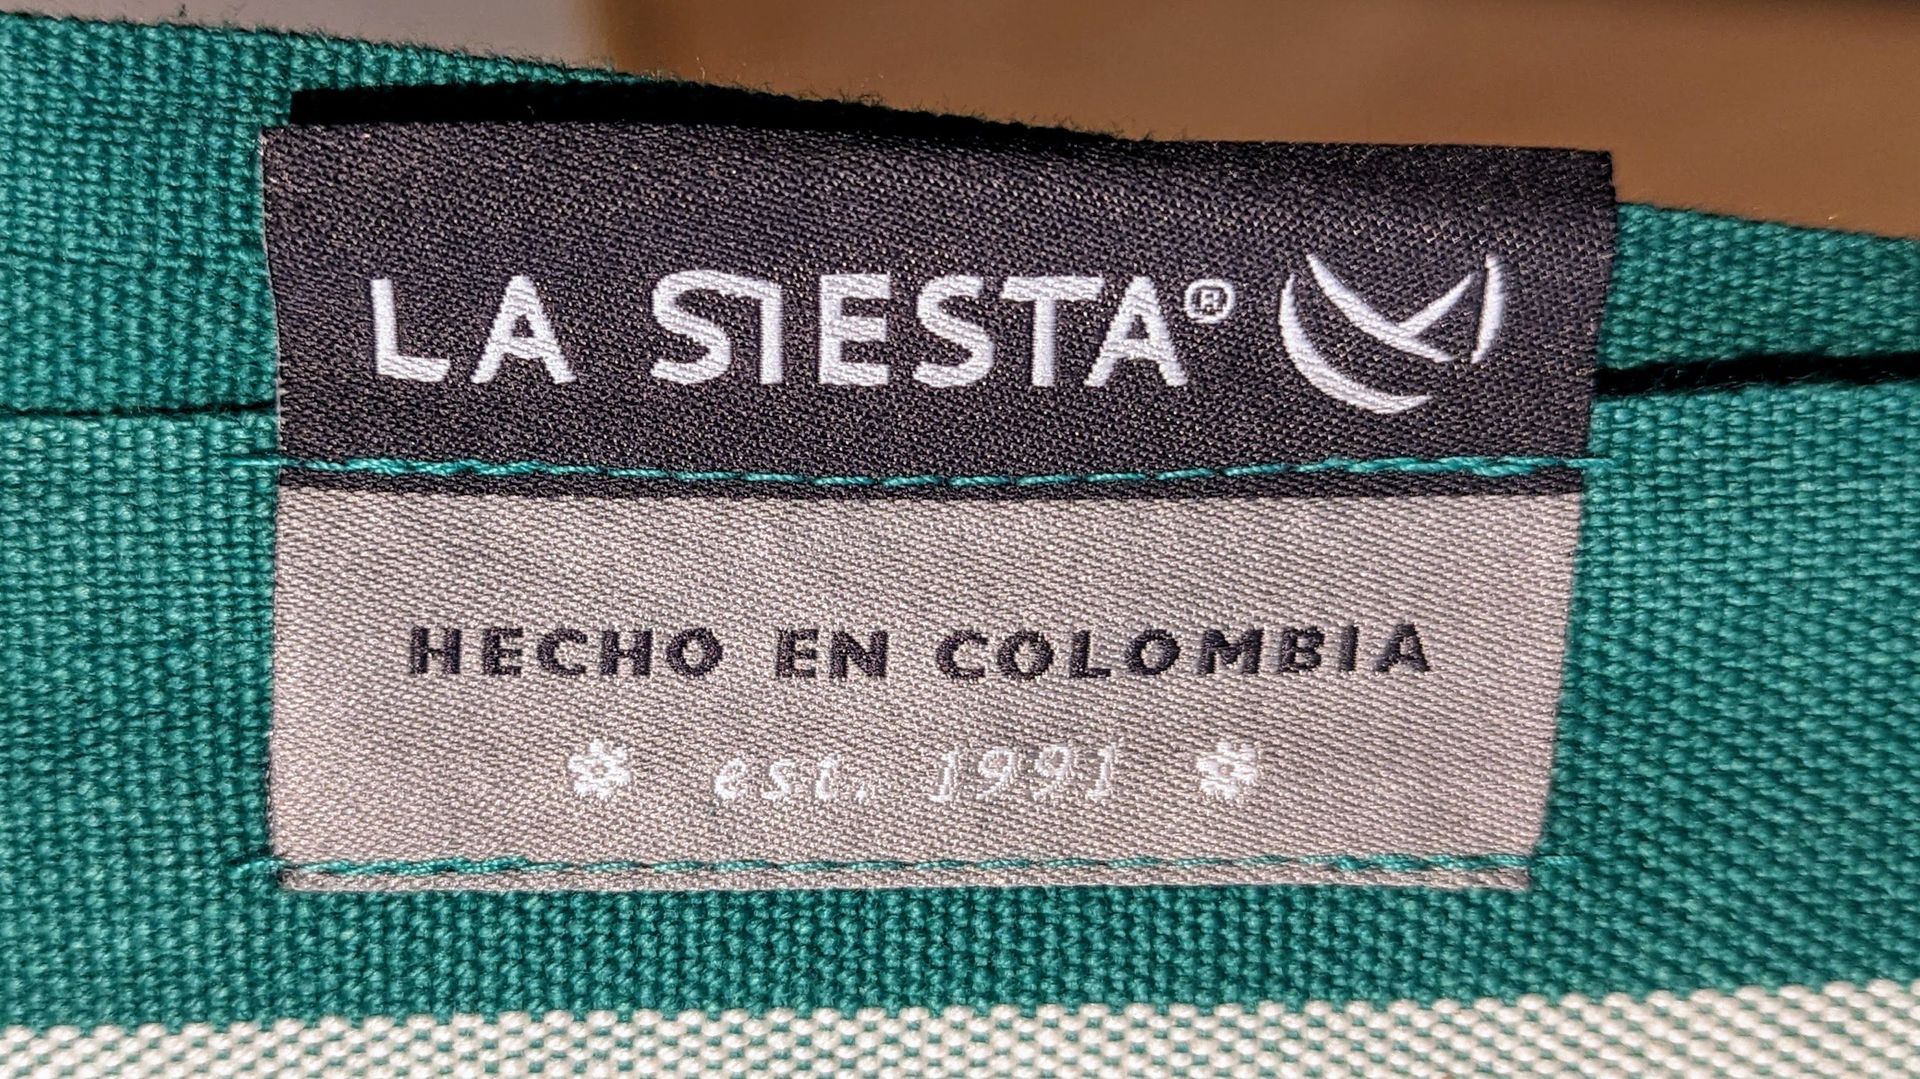 LA SIESTA®
HECHO EN COLOMBIA
est. 1991